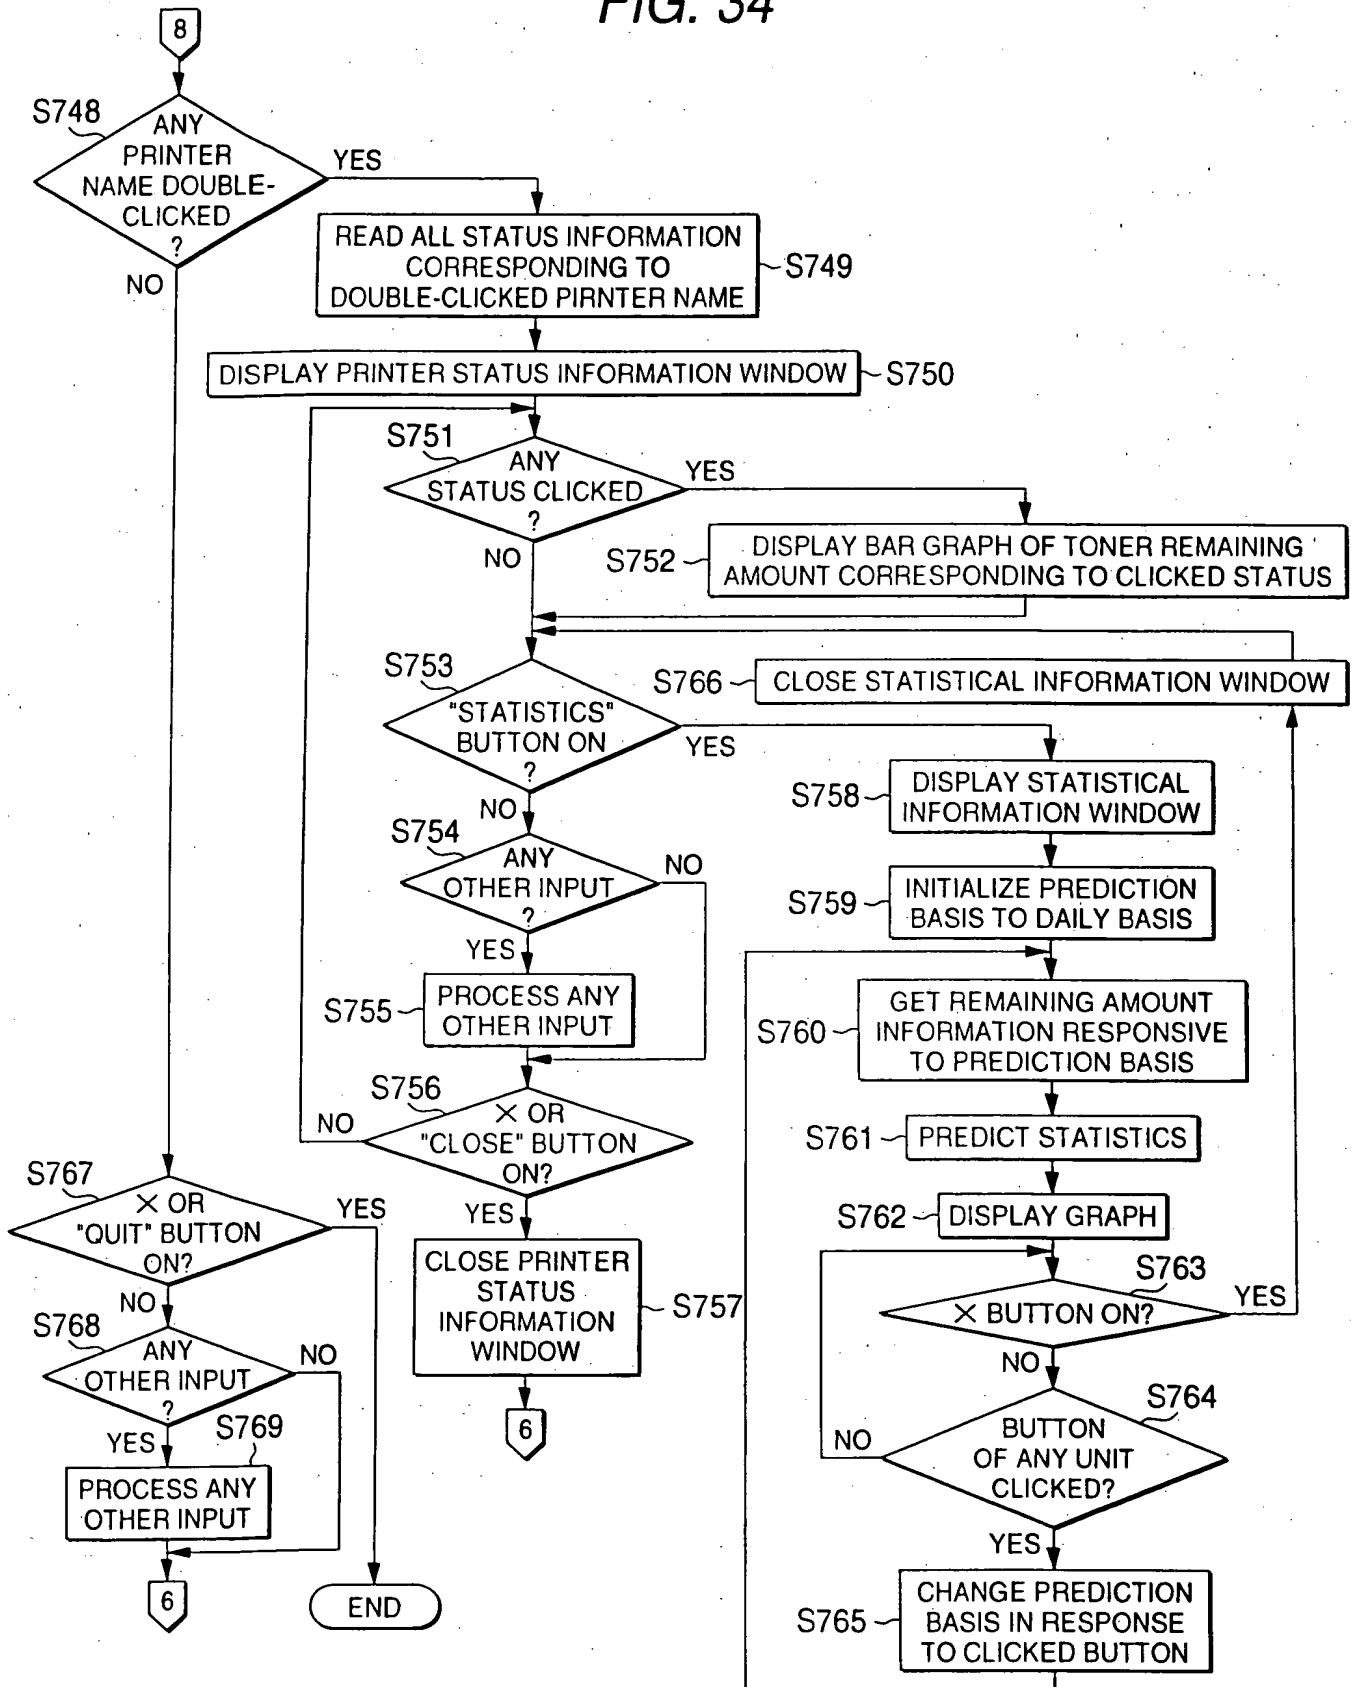 FIG. 34
8
S748
ANY
PRINTER
NAME DOUBLE-
CLICKED
?
YES
NO
READ ALL STATUS INFORMATION
CORRESPONDING TO
DOUBLE-CLICKED PIRNTER NAME
S749
DISPLAY PRINTER STATUS INFORMATION WINDOW
S750
S751
ANY
STATUS CLICKED
?
YES
NO
S752
DISPLAY BAR GRAPH OF TONER REMAINING
AMOUNT CORRESPONDING TO CLICKED STATUS
S753
"STATISTICS"
BUTTON ON
?
YES
NO
S766
CLOSE STATISTICAL INFORMATION WINDOW
S758
DISPLAY STATISTICAL
INFORMATION WINDOW
S754
ANY
OTHER INPUT
?
NO
YES
S759
INITIALIZE PREDICTION
BASIS TO DAILY BASIS
S755
PROCESS ANY
OTHER INPUT
S760
GET REMAINING AMOUNT
INFORMATION RESPONSIVE
TO PREDICTION BASIS
S756
× OR
"CLOSE" BUTTON
ON?
NO
YES
S761
PREDICT STATISTICS
S762
DISPLAY GRAPH
S767
× OR
"QUIT" BUTTON
ON?
YES
NO
CLOSE PRINTER
STATUS
INFORMATION
WINDOW
S757
6
S763
× BUTTON ON?
YES
NO
S768
ANY
OTHER INPUT
?
NO
YES
S769
PROCESS ANY
OTHER INPUT
6
END
S764
BUTTON
OF ANY UNIT
CLICKED?
NO
YES
S765
CHANGE PREDICTION
BASIS IN RESPONSE
TO CLICKED BUTTON